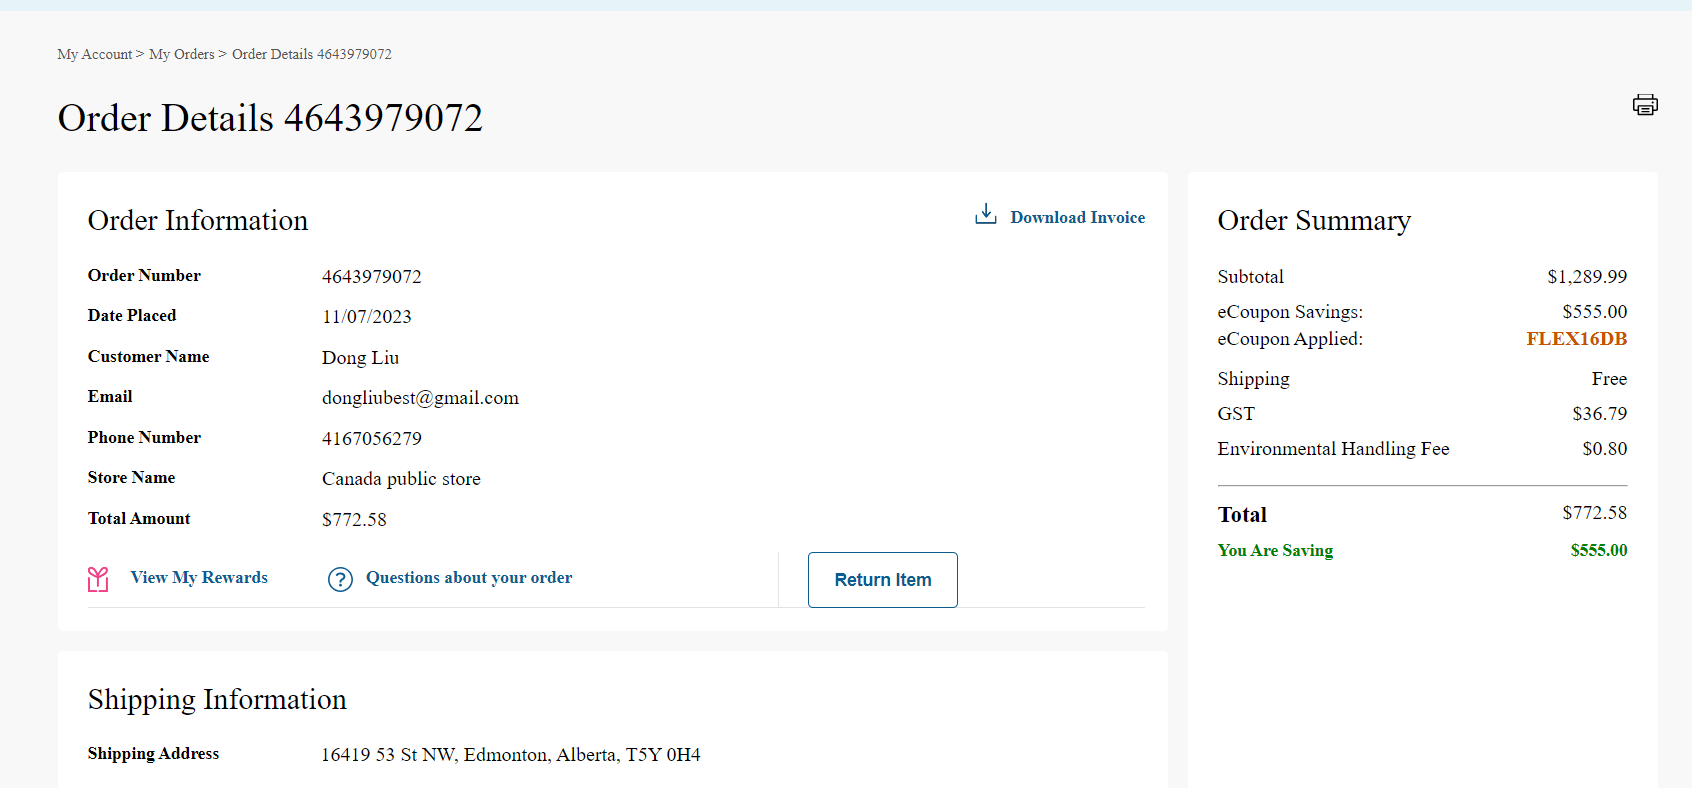 My Account > My Orders > Order Details 4643979072
Order Details 4643979072
Order Information
Download Invoice
Order Number 4643979072
Date Placed 11/07/2023
Customer Name Dong Liu
Email dongliubest@gmail.com
Phone Number 4167056279
Store Name Canada public store
Total Amount $772.58
View My Rewards
Questions about your order
Return Item
Shipping Information
Shipping Address 16419 53 St NW, Edmonton, Alberta, T5Y 0H4
Order Summary
Subtotal $1,289.99
eCoupon Savings: $555.00
eCoupon Applied: FLEX16DB
Shipping Free
GST $36.79
Environmental Handling Fee $0.80
Total $772.58
You Are Saving $555.00